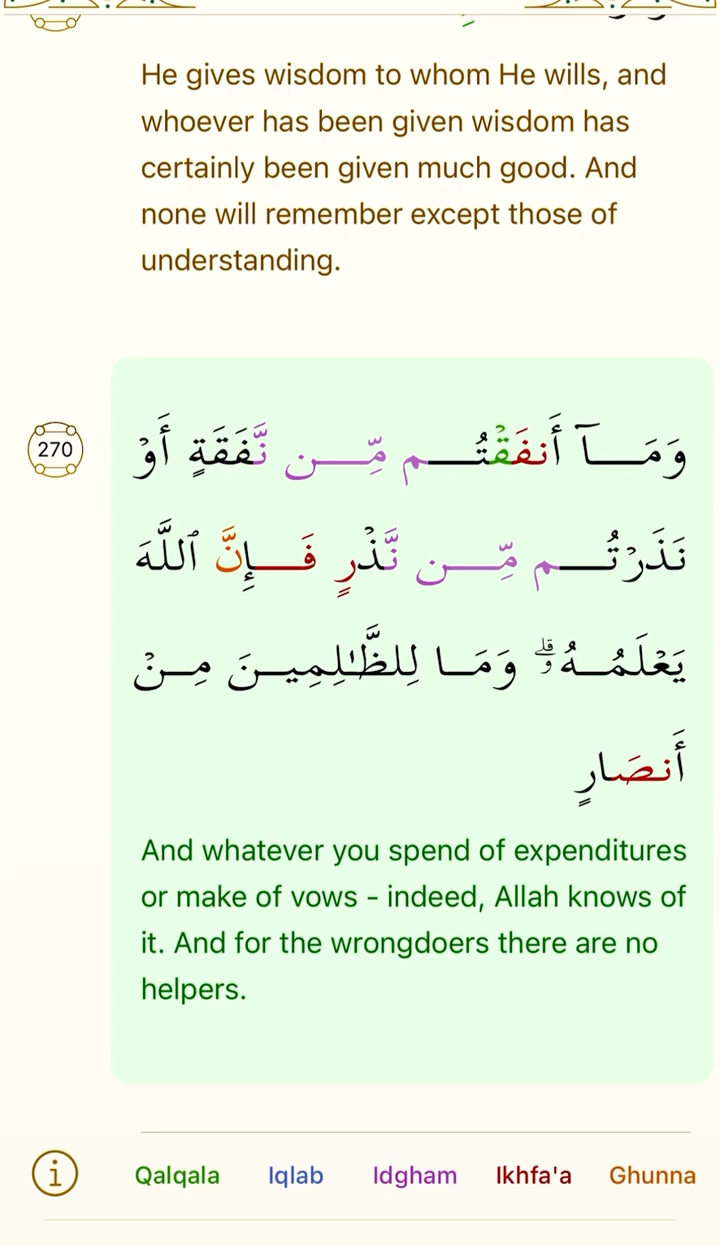 He gives wisdom to whom He wills, and
whoever has been given wisdom has
certainly been given much good. And
none will remember except those of
understanding.
270
وَمَآ أَنفَقۡتُم مِّن نَّفَقَةٍ أَوۡ
نَذَرۡتُم مِّن نَّذۡرٍ فَإِنَّ ٱللَّهَ
يَعۡلَمُهُۥۗ وَمَا لِلظَّٰلِمِينَ مِنۡ
أَنصَارٍ
And whatever you spend of expenditures
or make of vows – indeed, Allah knows of
it. And for the wrongdoers there are no
helpers.
i Qalqala Iqlab Idgham Ikhfa'a Ghunna